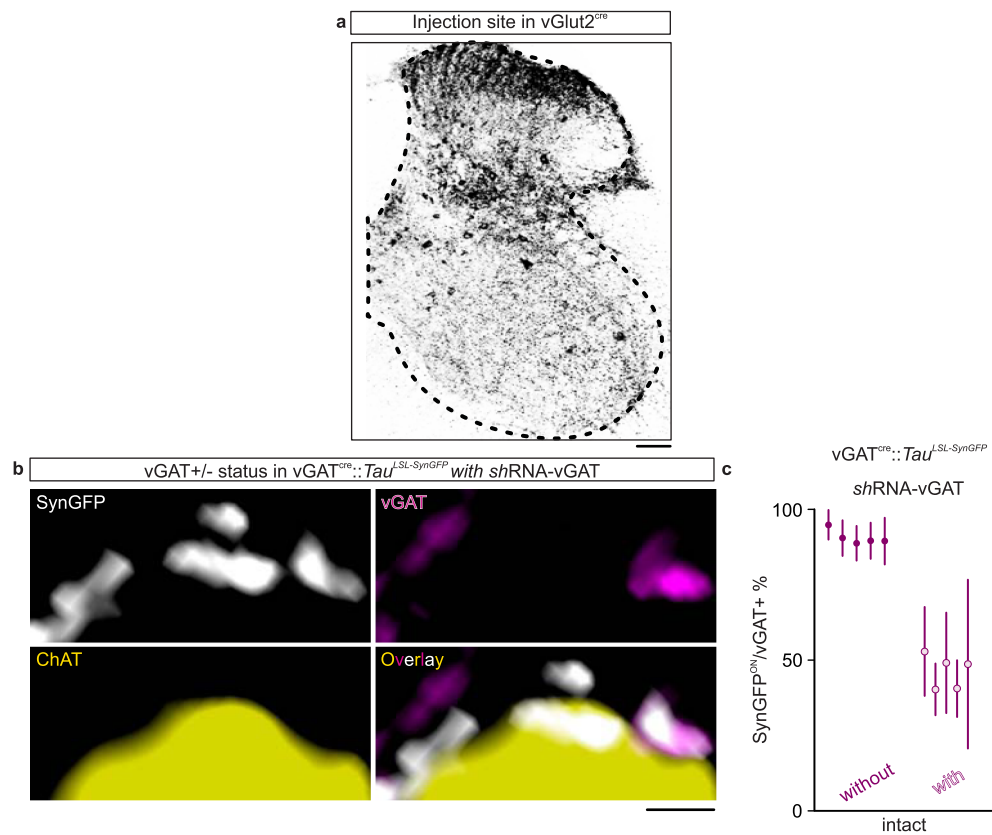 a Injection site in vGlut2cre
b vGAT+/- status in vGATcre::TauLSL-SynGFP with shRNA-vGAT
SynGFP
vGAT
ChAT
Overlay
c vGATcre::TauLSL-SynGFP
shRNA-vGAT
SynGFPON/vGAT+ %
100
50
0
without
with
intact